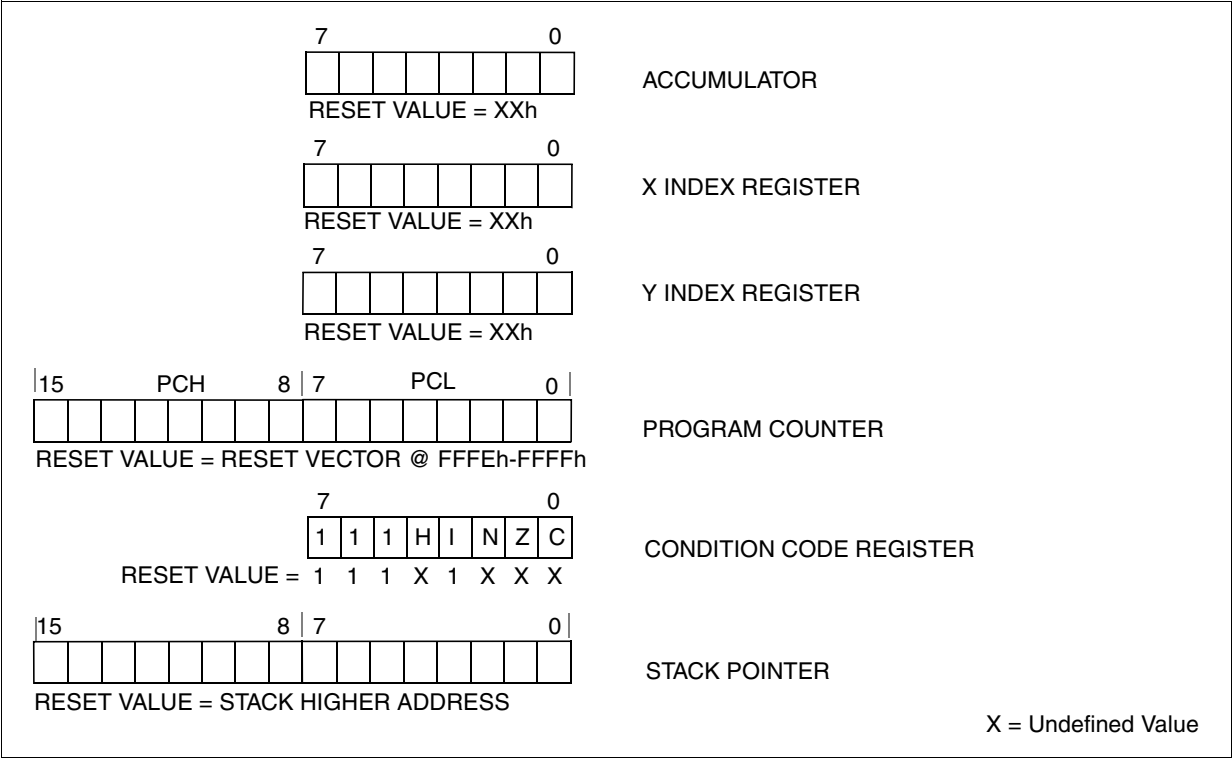 7 0
ACCUMULATOR
RESET VALUE = XXh
7 0
X INDEX REGISTER
RESET VALUE = XXh
7 0
Y INDEX REGISTER
RESET VALUE = XXh
15 PCH 8 7 PCL 0
PROGRAM COUNTER
RESET VALUE = RESET VECTOR @ FFFEh-FFFFh
7 0
1 1 1 H I N Z C
CONDITION CODE REGISTER
RESET VALUE = 1 1 1 X 1 X X X
15 8 7 0
STACK POINTER
RESET VALUE = STACK HIGHER ADDRESS
X = Undefined Value